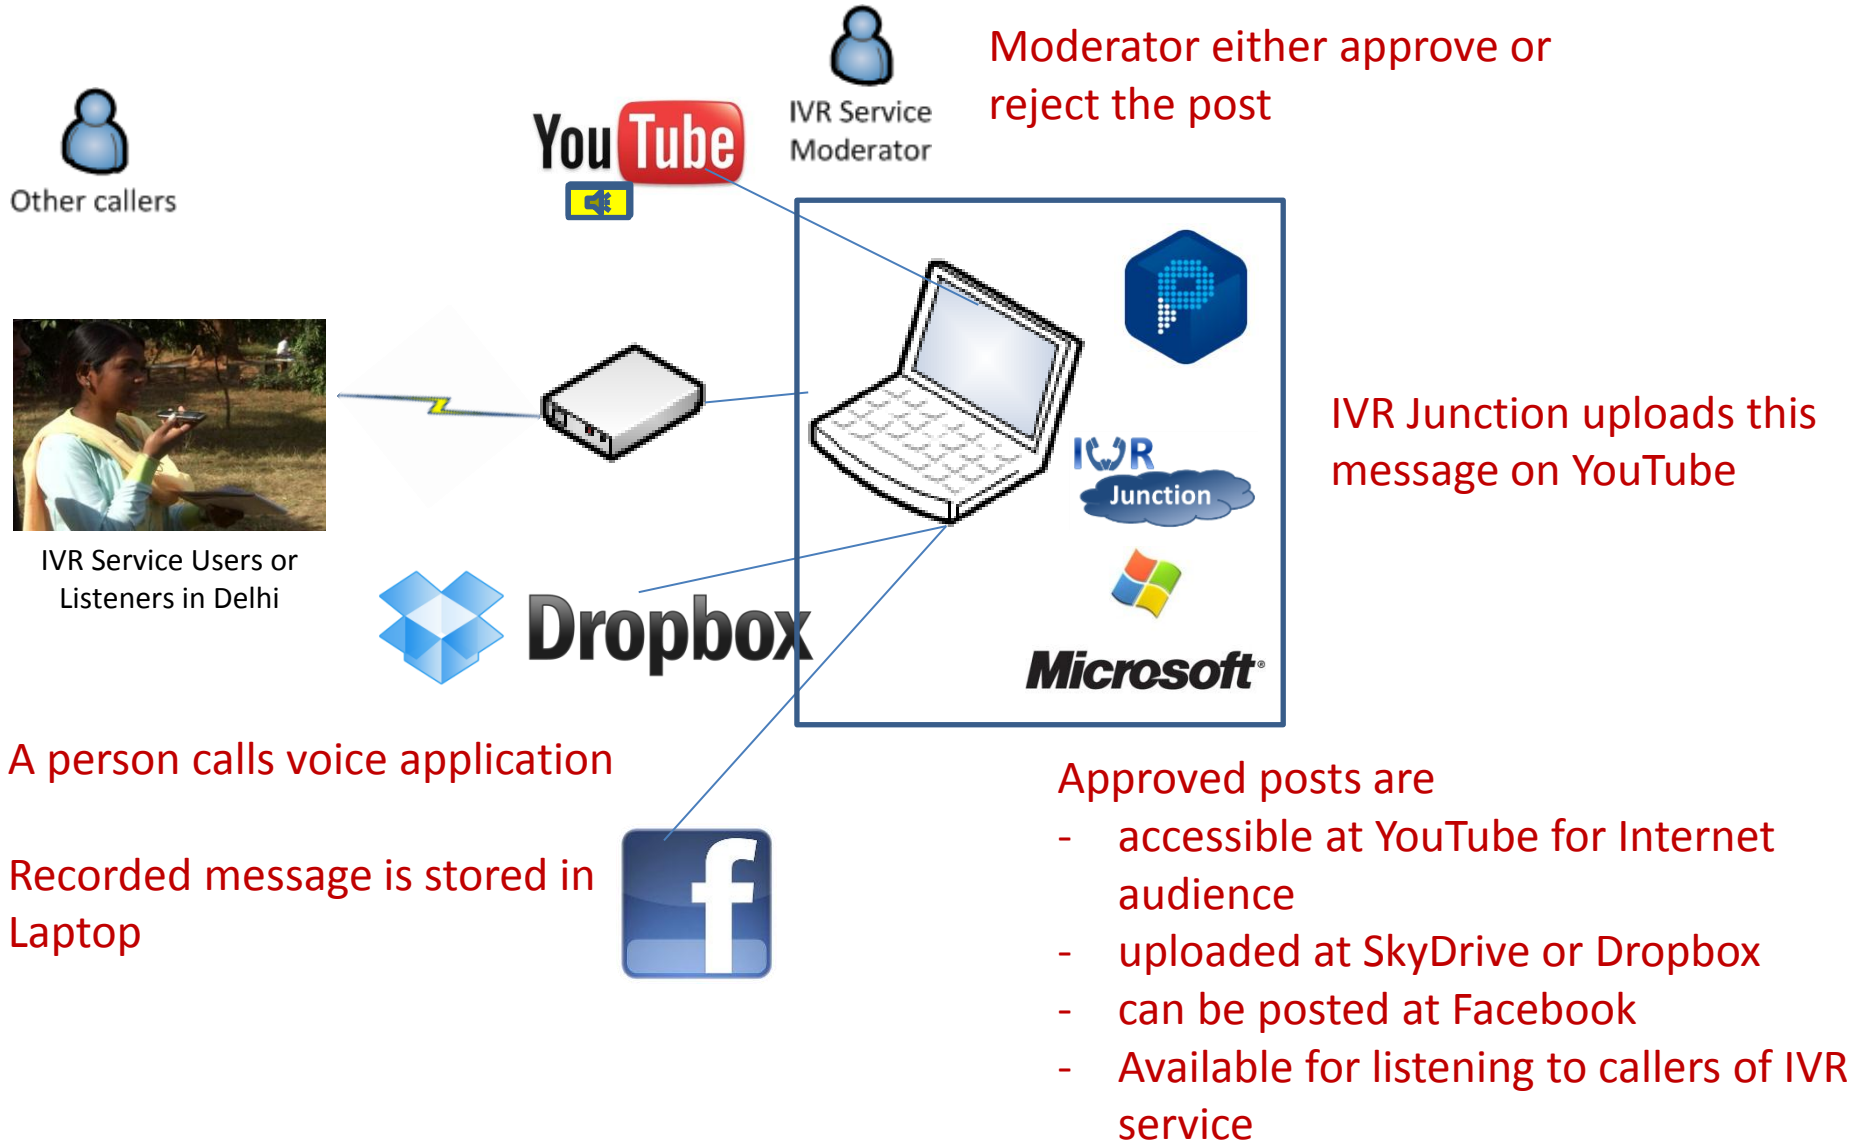 Moderator either approve or
reject the post
IVR Service
Moderator
YouTube
Other callers
IVR Service Users or
Listeners in Delhi
IVR
Junction
IVR Junction uploads this
message on YouTube
Dropbox
Microsoft®
A person calls voice application
Recorded message is stored in
Laptop
f
Approved posts are
- accessible at YouTube for Internet
audience
- uploaded at SkyDrive or Dropbox
- can be posted at Facebook
- Available for listening to callers of IVR
service